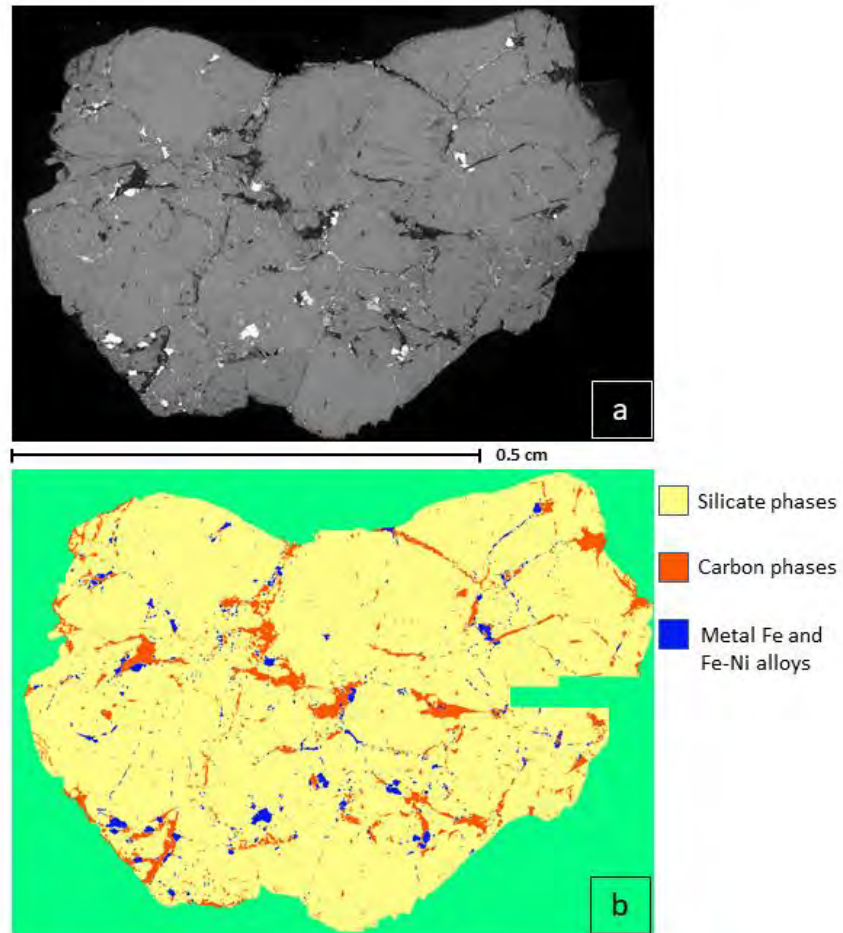 a
0.5 cm
Silicate phases
Carbon phases
Metal Fe and
Fe-Ni alloys
b